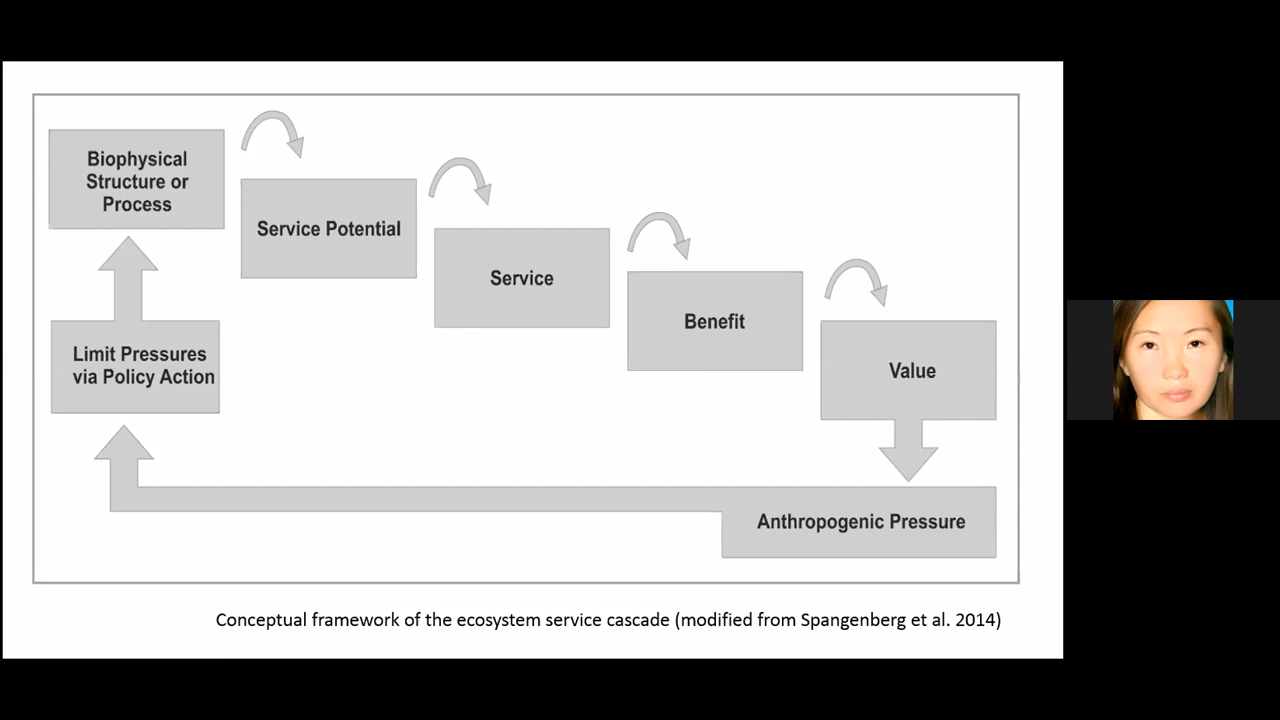 Biophysical
Structure or
Process
Service Potential
Service
Benefit
Value
Limit Pressures
via Policy Action
Anthropogenic Pressure
Conceptual framework of the ecosystem service cascade (modified from Spangenberg et al. 2014)